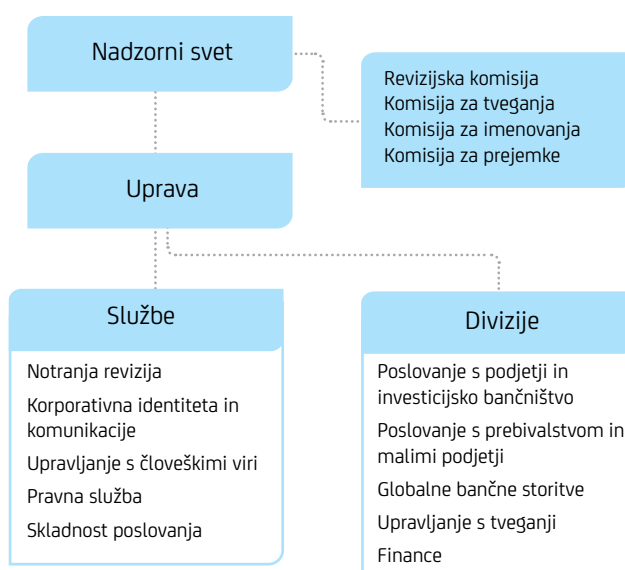 Nadzorni svet
Revizijska komisija
Komisija za tveganja
Komisija za imenovanja
Komisija za prejemke
Uprava
Službe
Notranja revizija
Korporativna identiteta in
komunikacije
Upravljanje s človeškimi viri
Pravna služba
Skladnost poslovanja
Divizije
Poslovanje s podjetji in
investicijsko bančništvo
Poslovanje s prebivalstvom in
malimi podjetji
Globalne bančne storitve
Upravljanje s tveganji
Finance